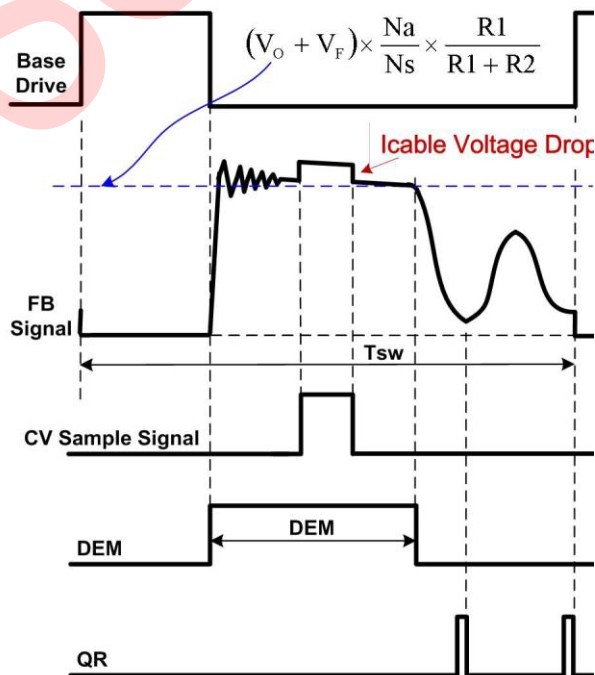 Base
Drive
(V_O + V_F) × Na/Ns × R1/(R1 + R2)
Icable Voltage Drop
FB
Signal
Tsw
CV Sample Signal
DEM
DEM
QR